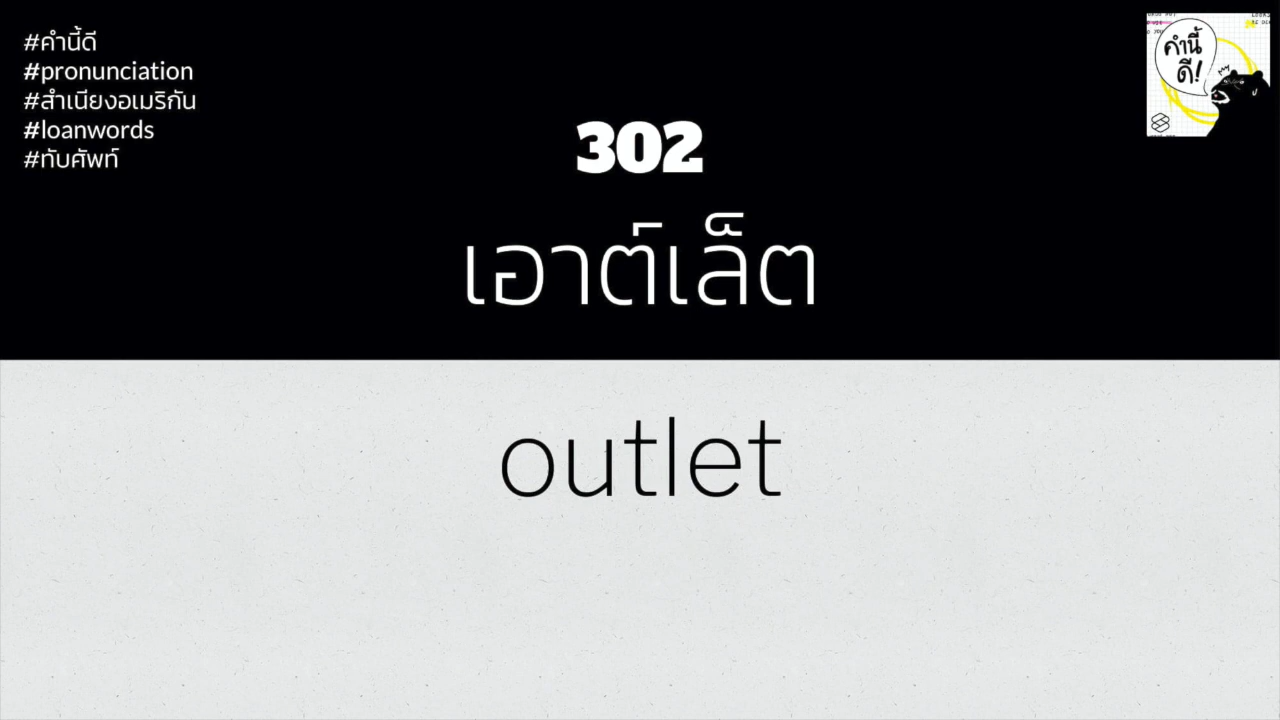 #คำนี้ดี
#pronunciation
#สำเนียงอเมริกัน
#loanwords
#ทับศัพท์
คำนี้
ดี!
302
เอาต์เล็ต
outlet